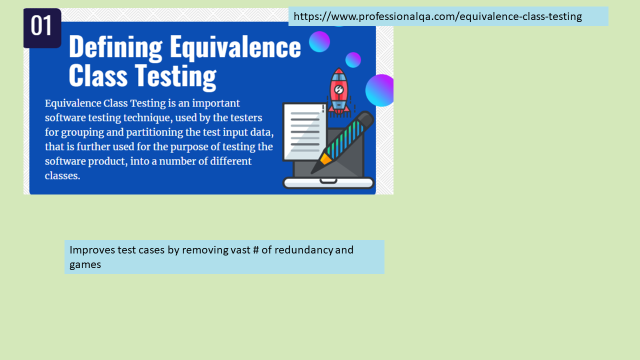 https://www.professionalqa.com/equivalence-class-testing
01
Defining Equivalence
Class Testing
Equivalence Class Testing is an important
software testing technique, used by the testers
for grouping and partitioning the test input data,
that is further used for the purpose of testing the
software product, into a number of different
classes.
Improves test cases by removing vast # of redundancy and
games